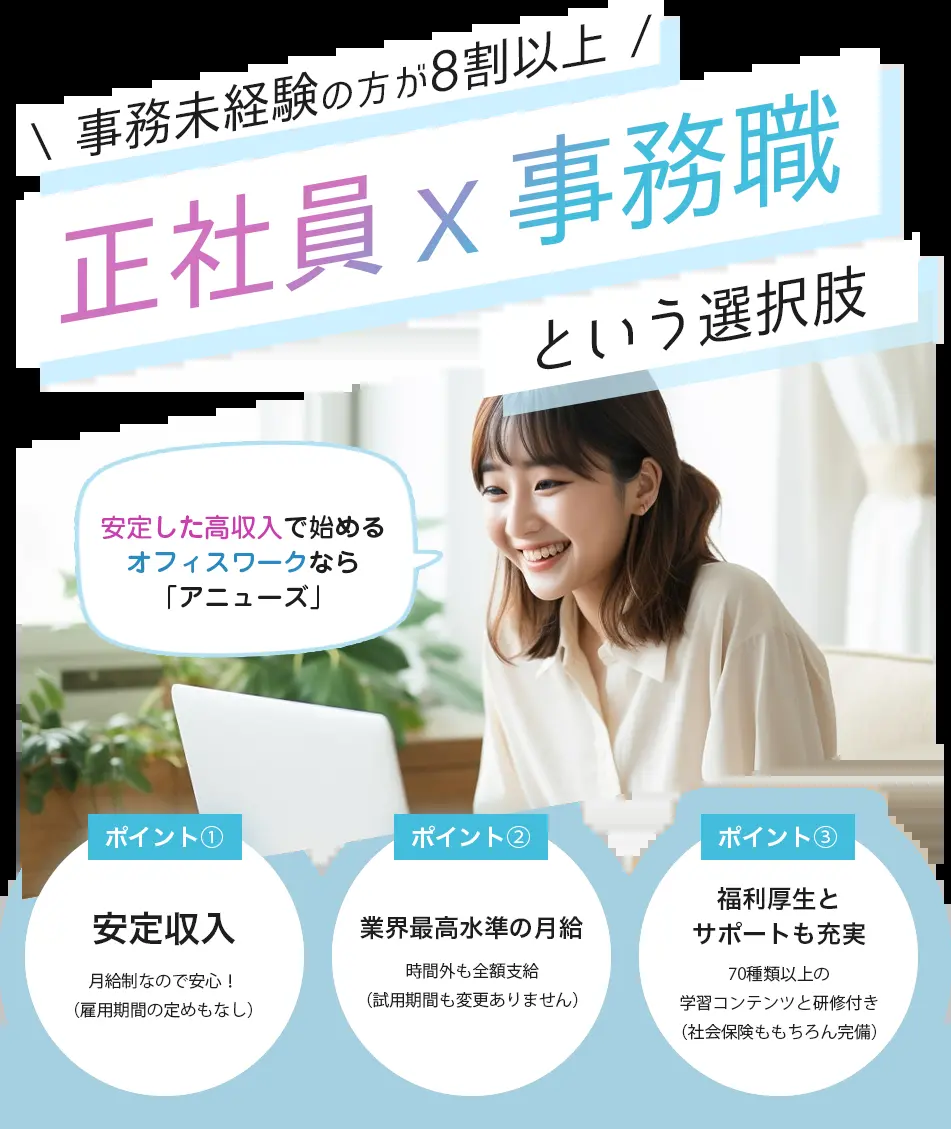 \ 事務未経験の方が8割以上 /
正社員 x 事務職
という選択肢
安定した高収入で始める
オフィスワークなら
「アニューズ」
ポイント①
安定収入
月給制なので安心！
（雇用期間の定めもなし）
ポイント②
業界最高水準の月給
時間外も全額支給
（試用期間も変更ありません）
ポイント③
福利厚生と
サポートも充実
70種類以上の
学習コンテンツと研修付き
（社会保険ももちろん完備）